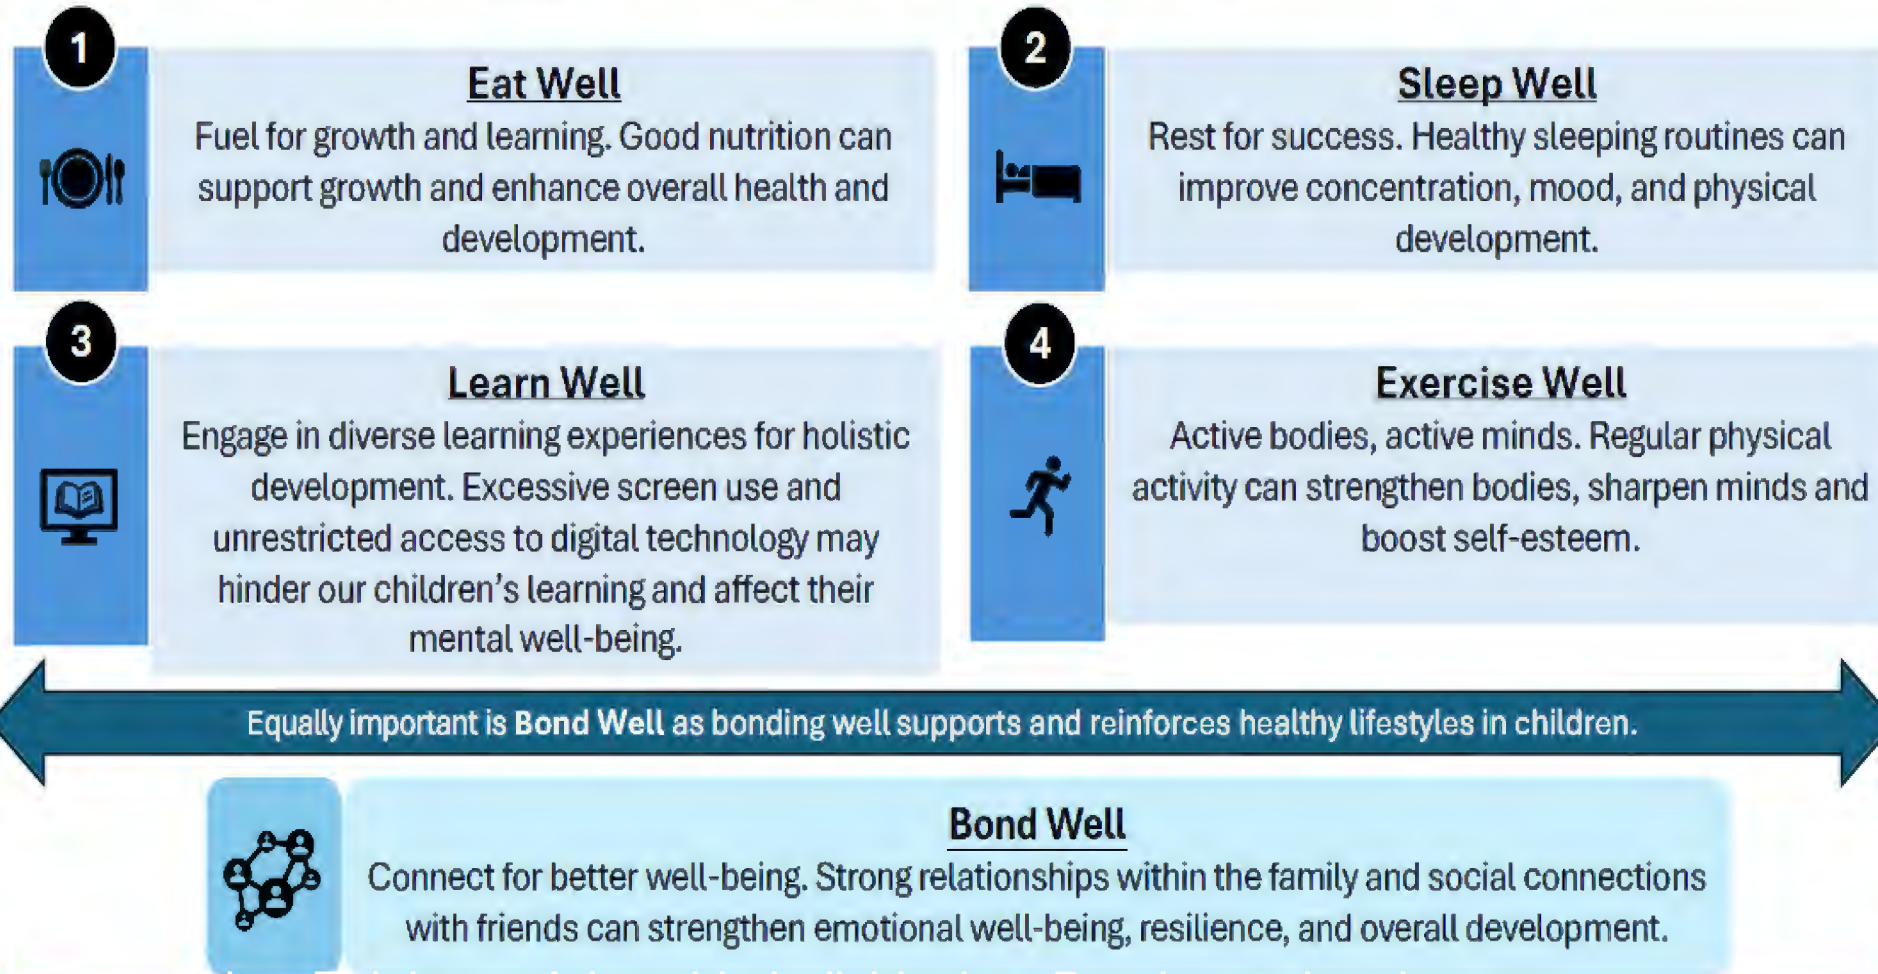 1
Eat Well
Fuel for growth and learning. Good nutrition can
support growth and enhance overall health and
development.
2
Sleep Well
Rest for success. Healthy sleeping routines can
improve concentration, mood, and physical
development.
3
Learn Well
Engage in diverse learning experiences for holistic
development. Excessive screen use and
unrestricted access to digital technology may
hinder our children's learning and affect their
mental well-being.
4
Exercise Well
Active bodies, active minds. Regular physical
activity can strengthen bodies, sharpen minds and
boost self-esteem.
Equally important is Bond Well as bonding well supports and reinforces healthy lifestyles in children.
Bond Well
Connect for better well-being. Strong relationships within the family and social connections
with friends can strengthen emotional well-being, resilience, and overall development.